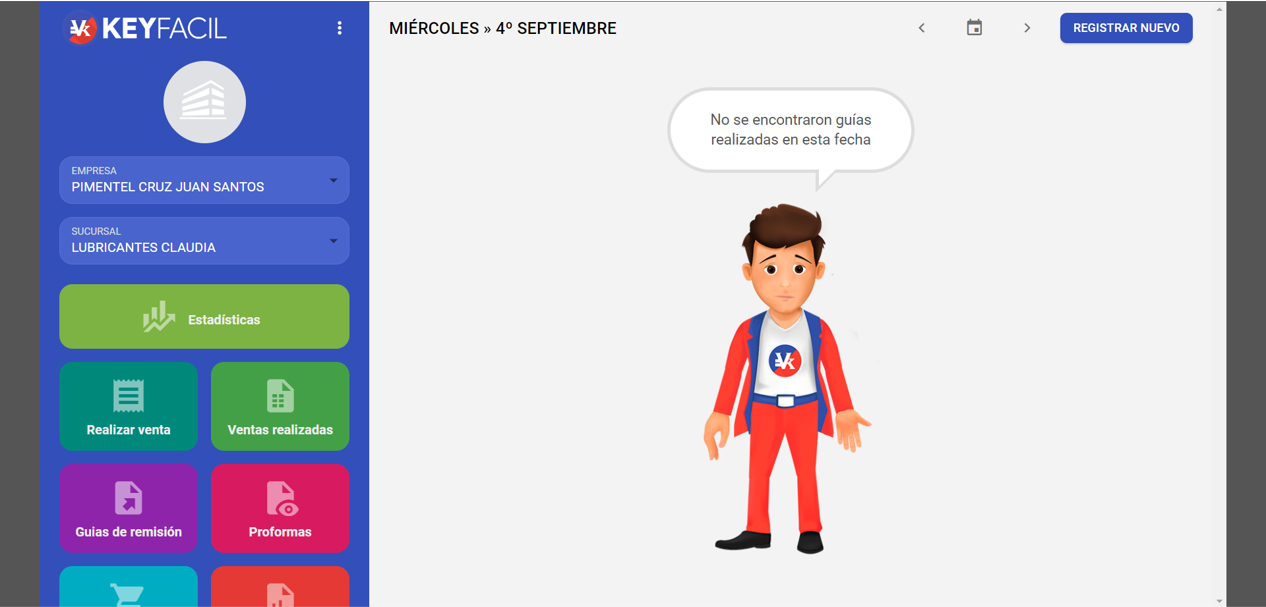 KEYFACIL
EMPRESA
PIMENTEL CRUZ JUAN SANTOS
SUCURSAL
LUBRICANTES CLAUDIA
Estadísticas
Realizar venta
Ventas realizadas
Guias de remisión
Proformas
MIÉRCOLES » 4º SEPTIEMBRE
REGISTRAR NUEVO
No se encontraron guías
realizadas en esta fecha